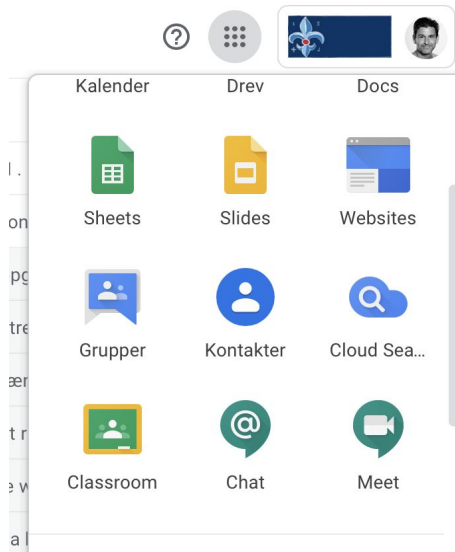 Kalender Drev Docs
Sheets Slides Websites
Grupper Kontakter Cloud Sea...
Classroom Chat Meet